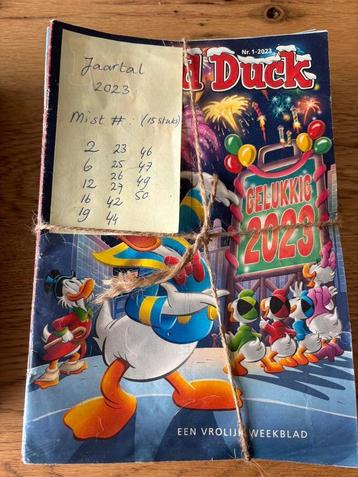 Jaartal
2023
Mist #: (15 stuks)
2 23 46
6 25 47
12 26 49
16 27 50
19 42
44
d Duck
Nr. 1-2023
GELUKKIG
2023
EEN VROLIJK WEEKBLAD